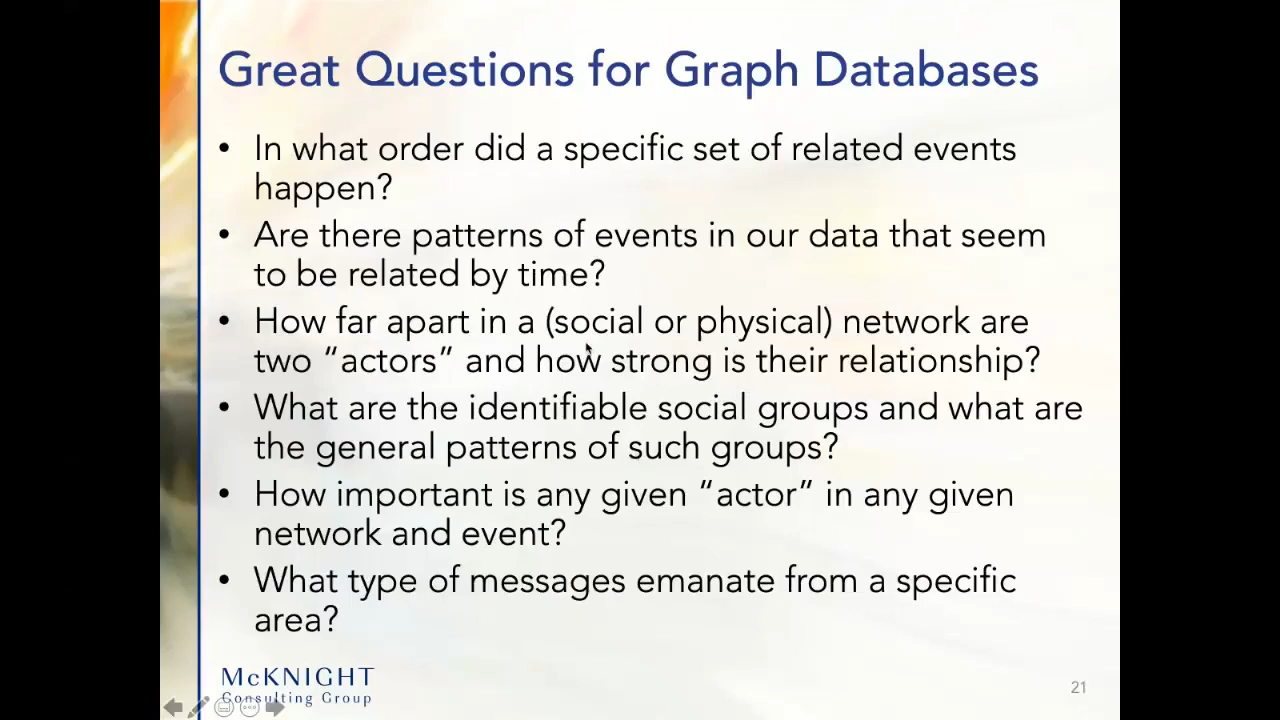 Great Questions for Graph Databases
• In what order did a specific set of related events
happen?
• Are there patterns of events in our data that seem
to be related by time?
• How far apart in a (social or physical) network are
two “actors” and how strong is their relationship?
• What are the identifiable social groups and what are
the general patterns of such groups?
• How important is any given “actor” in any given
network and event?
• What type of messages emanate from a specific
area?
McKNIGHT
Consulting Group
21